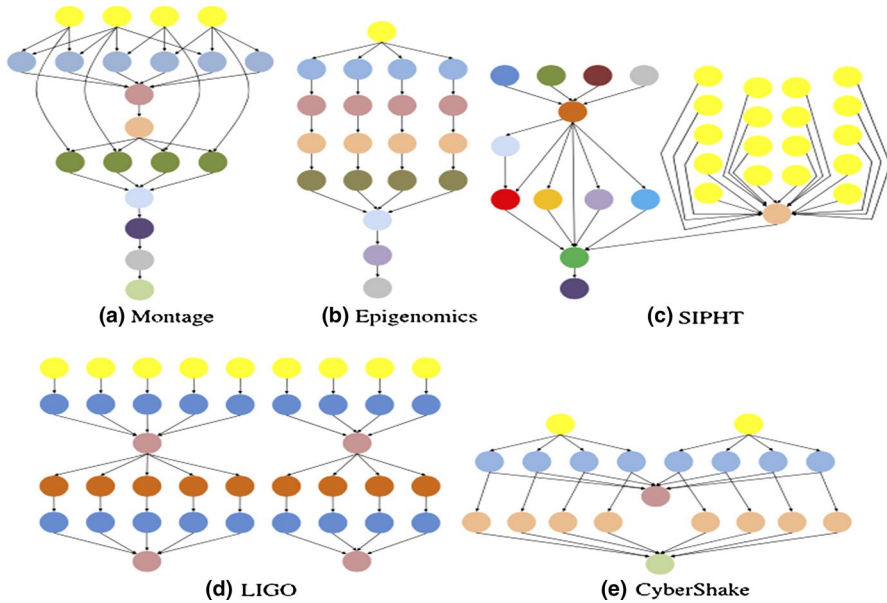 (a) Montage
(b) Epigenomics
(c) SIPHT
(d) LIGO
(e) CyberShake